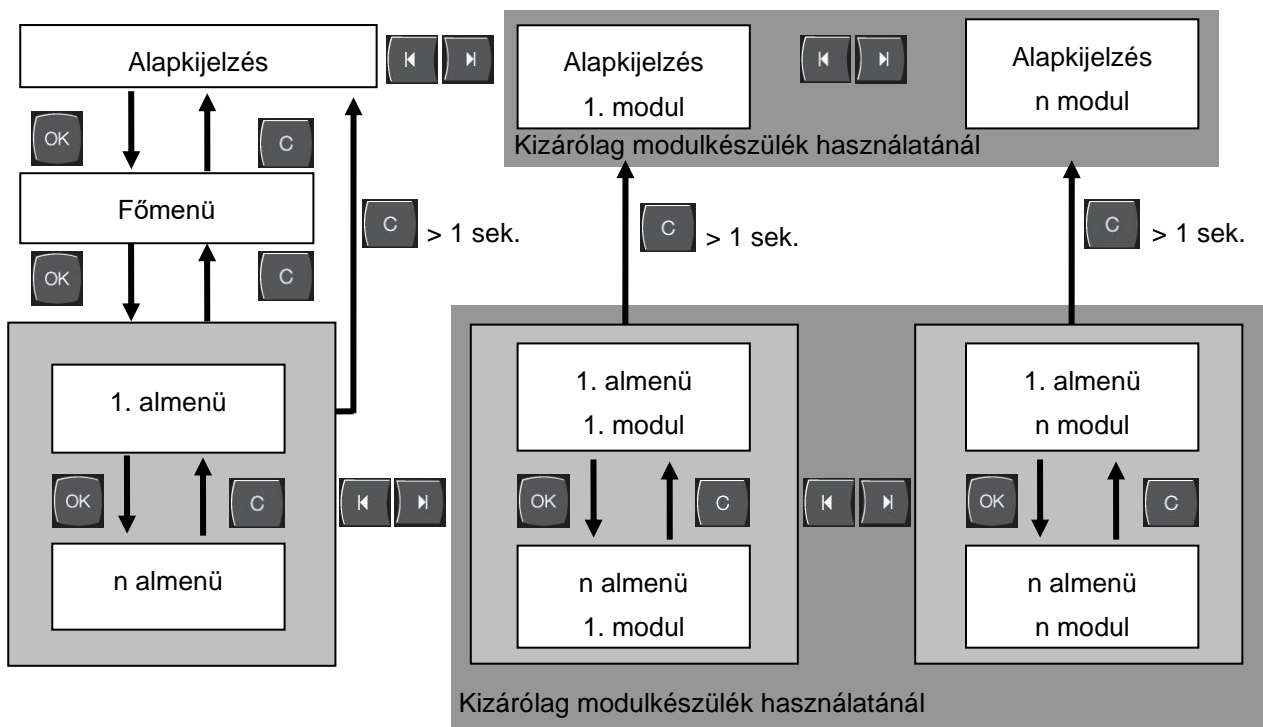 Alapkijelzés
Alapkijelzés
1. modul
Alapkijelzés
n modul
Kizárólag modulkészülék használatánál
OK
C
Főmenü
C > 1 sek.
C > 1 sek.
C > 1 sek.
OK
C
1. almenü
1. almenü
1. modul
1. almenü
n modul
OK
C
OK
C
OK
C
n almenü
n almenü
1. modul
n almenü
n modul
Kizárólag modulkészülék használatánál